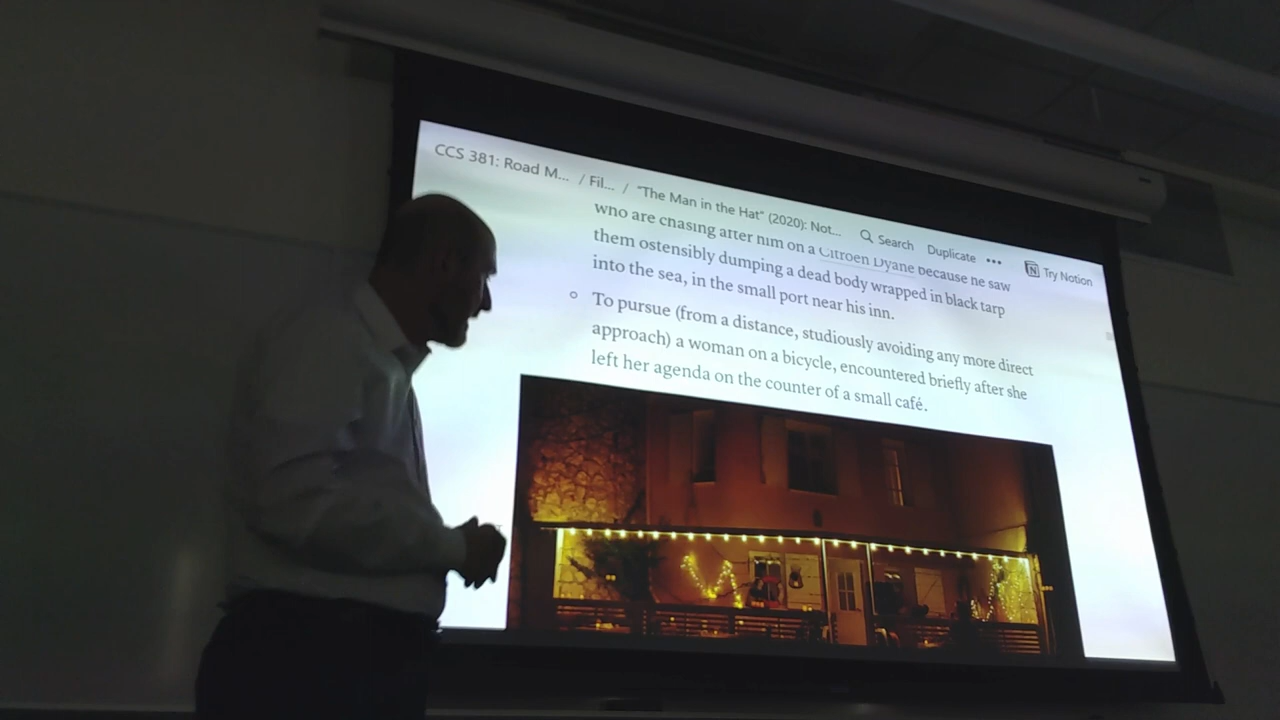 CCS 381: Road M... / Fil... / "The Man in the Hat" (2020): Not... Search Duplicate ••• Try Notion
who are chasing after him on a Citroen Dyane because he saw
them ostensibly dumping a dead body wrapped in black tarp
into the sea, in the small port near his inn.
To pursue (from a distance, studiously avoiding any more direct
approach) a woman on a bicycle, encountered briefly after she
left her agenda on the counter of a small café.